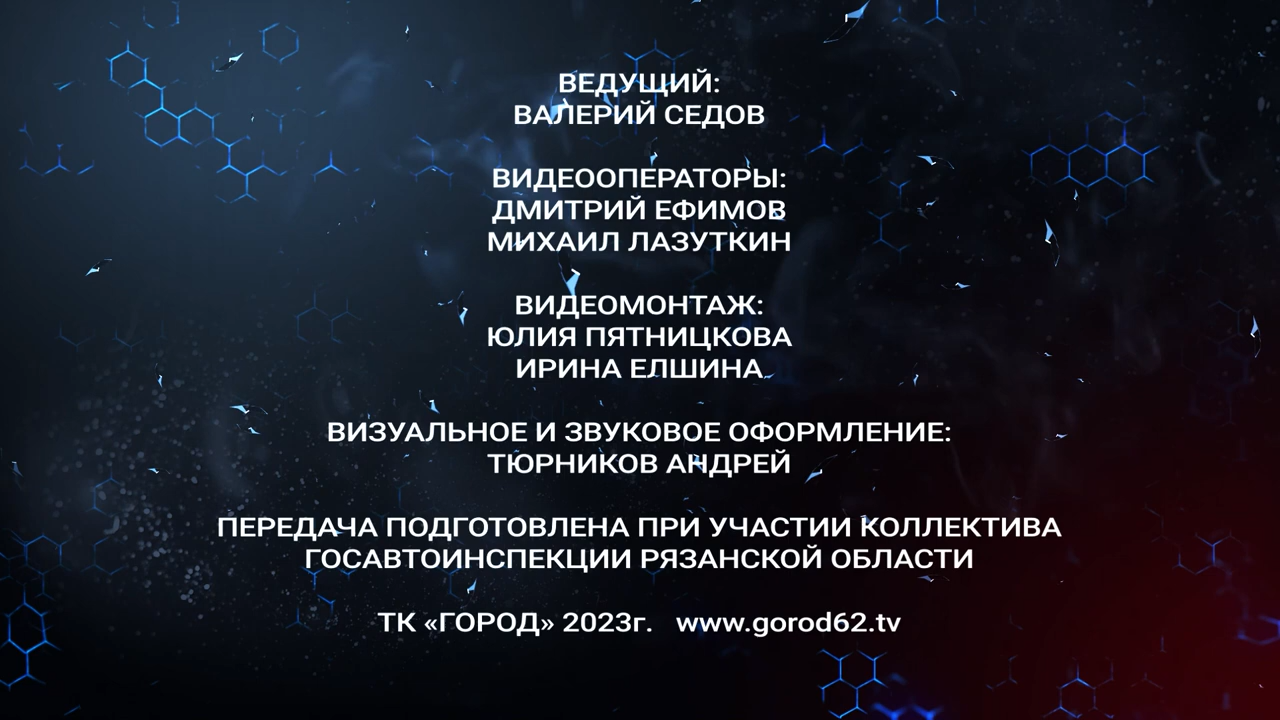 ВЕДУЩИЙ:
ВАЛЕРИЙ СЕДОВ
ВИДЕООПЕРАТОРЫ:
ДМИТРИЙ ЕФИМОВ
МИХАИЛ ЛАЗУТКИН
ВИДЕОМОНТАЖ:
ЮЛИЯ ПЯТНИЦКОВА
ИРИНА ЕЛШИНА
ВИЗУАЛЬНОЕ И ЗВУКОВОЕ ОФОРМЛЕНИЕ:
ТЮРНИКОВ АНДРЕЙ
ПЕРЕДАЧА ПОДГОТОВЛЕНА ПРИ УЧАСТИИ КОЛЛЕКТИВА
ГОСАВТОИНСПЕКЦИИ РЯЗАНСКОЙ ОБЛАСТИ
ТК «ГОРОД» 2023г. www.gorod62.tv